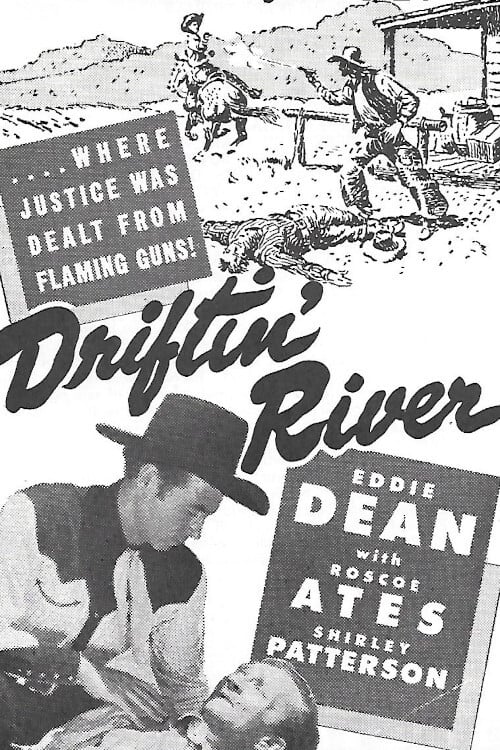 ....WHERE
JUSTICE WAS
DEALT FROM
FLAMING GUNS!
Driftin'
River
EDDIE
DEAN
with
ROSCOE
ATES
SHIRLEY
PATTERSON